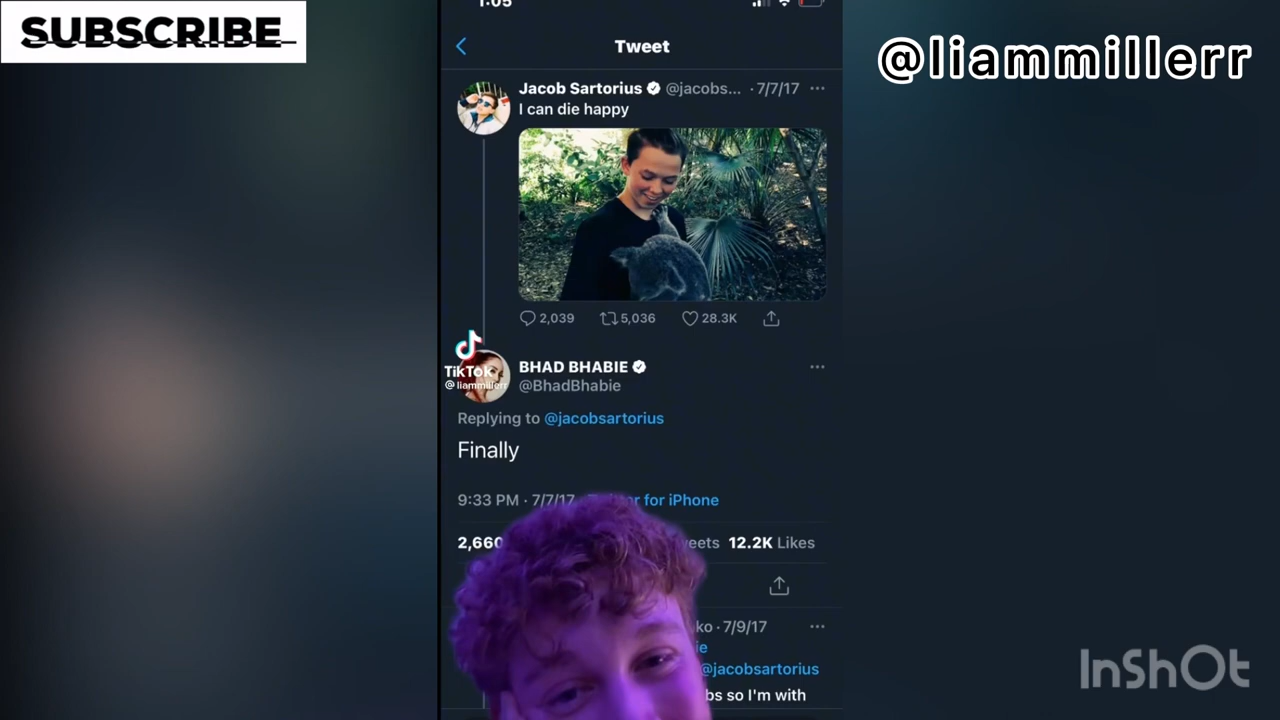 SUBSCRIBE
@liammillerr
1:05
Tweet
Jacob Sartorius @jacobs... · 7/7/17 ...
I can die happy
2,039 5,036 28.3K
BHAD BHABIE ...
@BhadBhabie
TikTok
@liammillerr
Replying to @jacobsartorius
Finally
9:33 PM · 7/7/17 · for iPhone
2,660 12.2K Likes
ko · 7/9/17 ...
ie
@jacobsartorius
bs so I'm with
InShOt